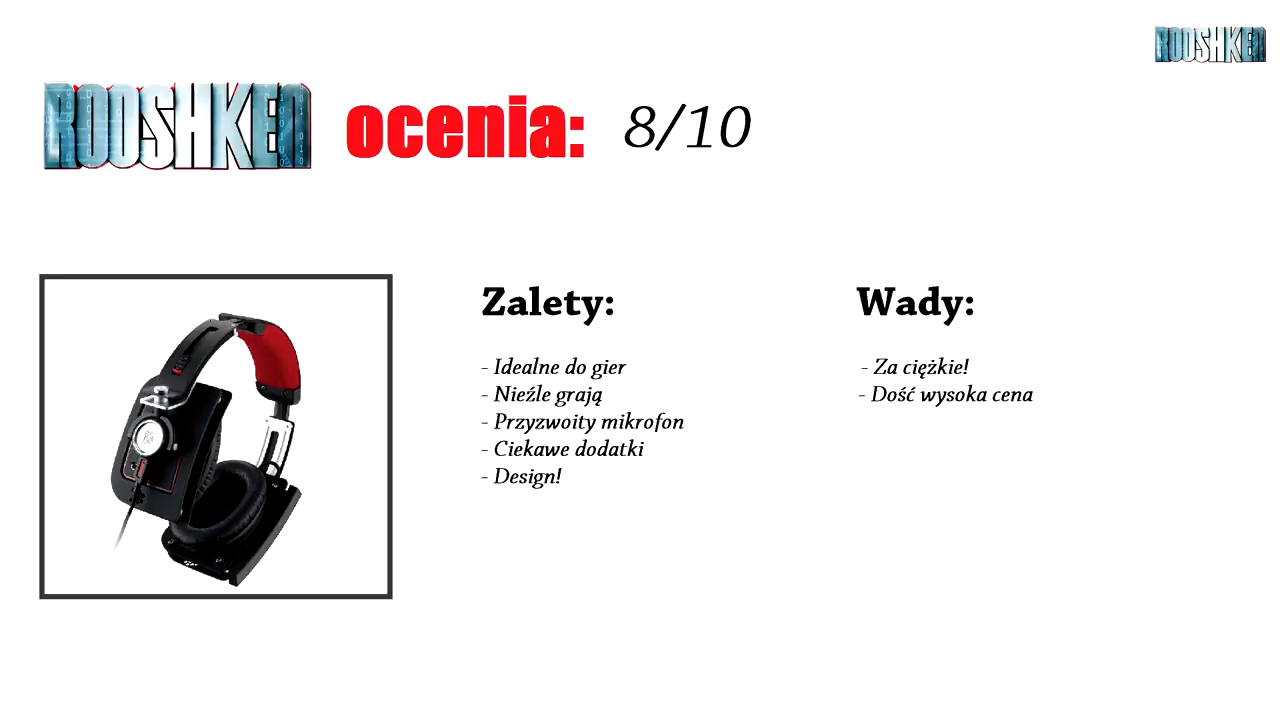 ROOSHKEN
ROOSHKEN ocenia: 8/10
Zalety:
- Idealne do gier
- Nieźle grają
- Przyzwoity mikrofon
- Ciekawe dodatki
- Design!
Wady:
- Za ciężkie!
- Dość wysoka cena